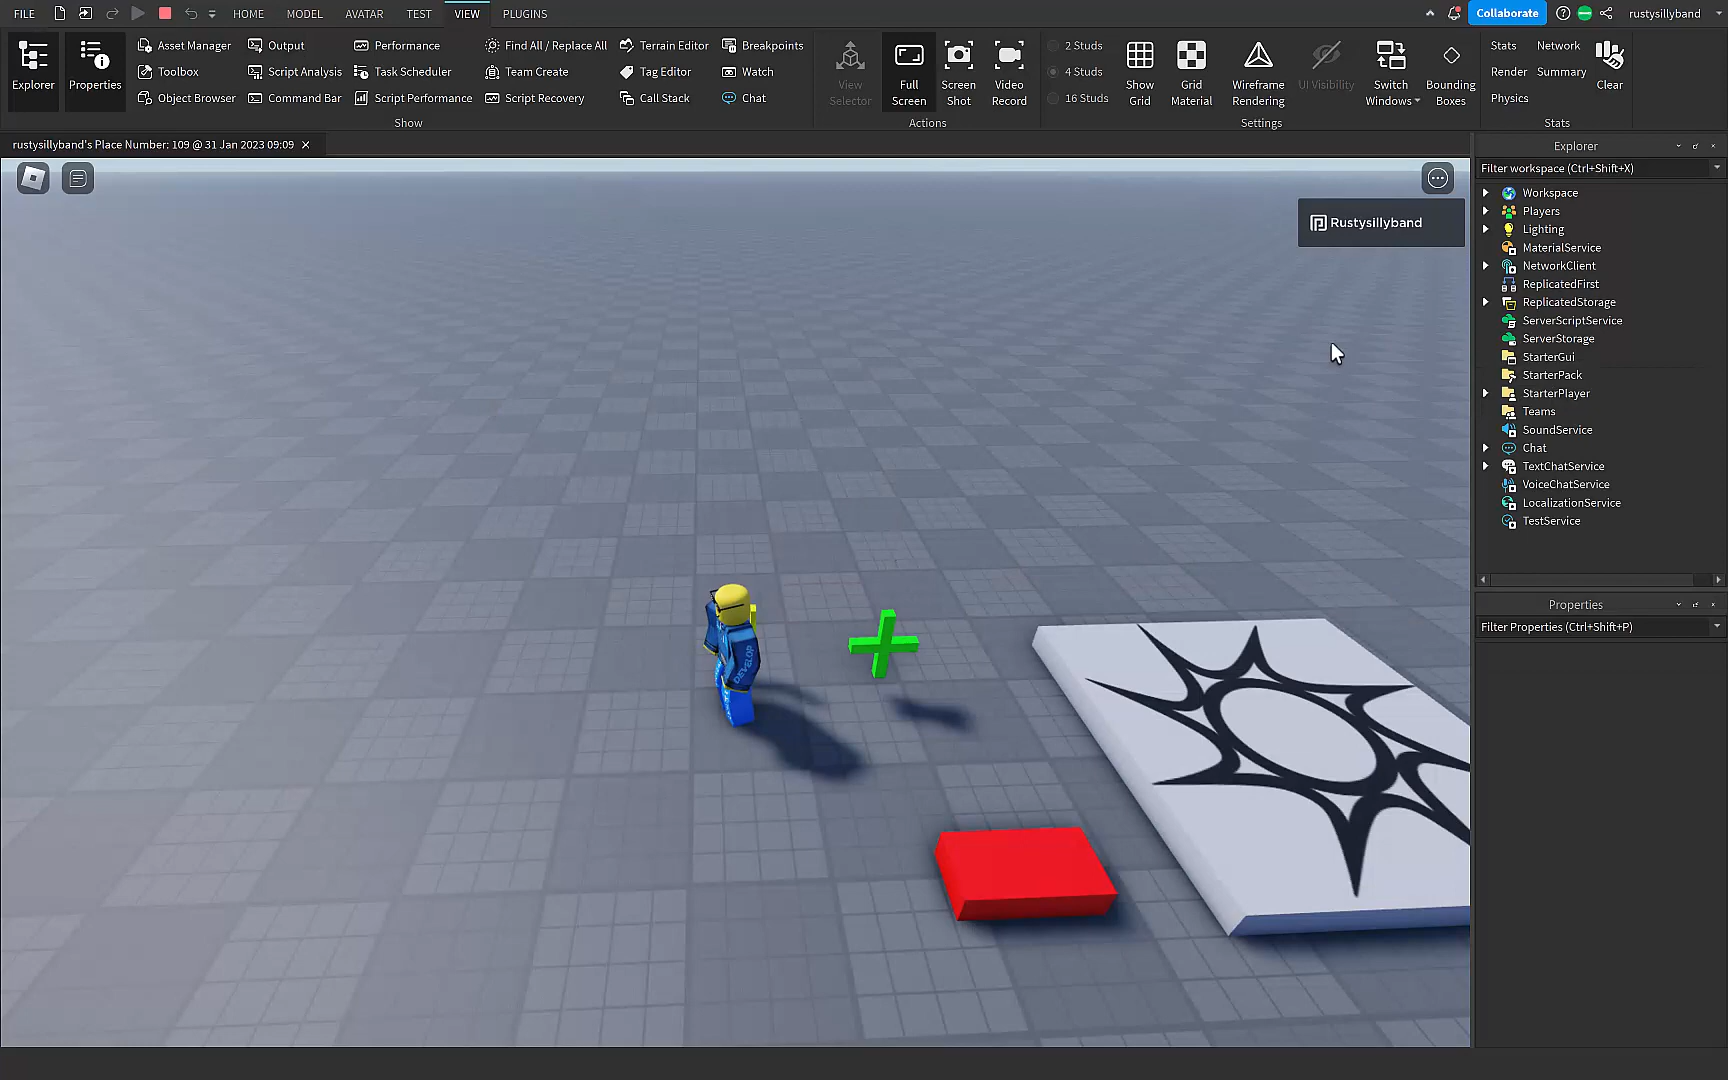 FILE HOME MODEL AVATAR TEST VIEW PLUGINS Collaborate rustysillyband
Explorer
Properties
Asset Manager
Toolbox
Object Browser
Output
Script Analysis
Command Bar
Performance
Task Scheduler
Script Performance
Find All / Replace All
Team Create
Script Recovery
Terrain Editor
Tag Editor
Call Stack
Breakpoints
Watch
Chat
Show
View
Selector
Full
Screen
Screen
Shot
Video
Record
Actions
2 Studs
4 Studs
16 Studs
Show
Grid
Grid
Material
Wireframe
Rendering
UI Visibility
Switch
Windows
Bounding
Boxes
Settings
Stats
Render
Physics
Network
Summary
Clear
Stats
rustysillyband's Place Number: 109 @ 31 Jan 2023 09:09
Rustysillyband
DEVELOP
Explorer
Filter workspace (Ctrl+Shift+X)
Workspace
Players
Lighting
MaterialService
NetworkClient
ReplicatedFirst
ReplicatedStorage
ServerScriptService
ServerStorage
StarterGui
StarterPack
StarterPlayer
Teams
SoundService
Chat
TextChatService
VoiceChatService
LocalizationService
TestService
Properties
Filter Properties (Ctrl+Shift+P)